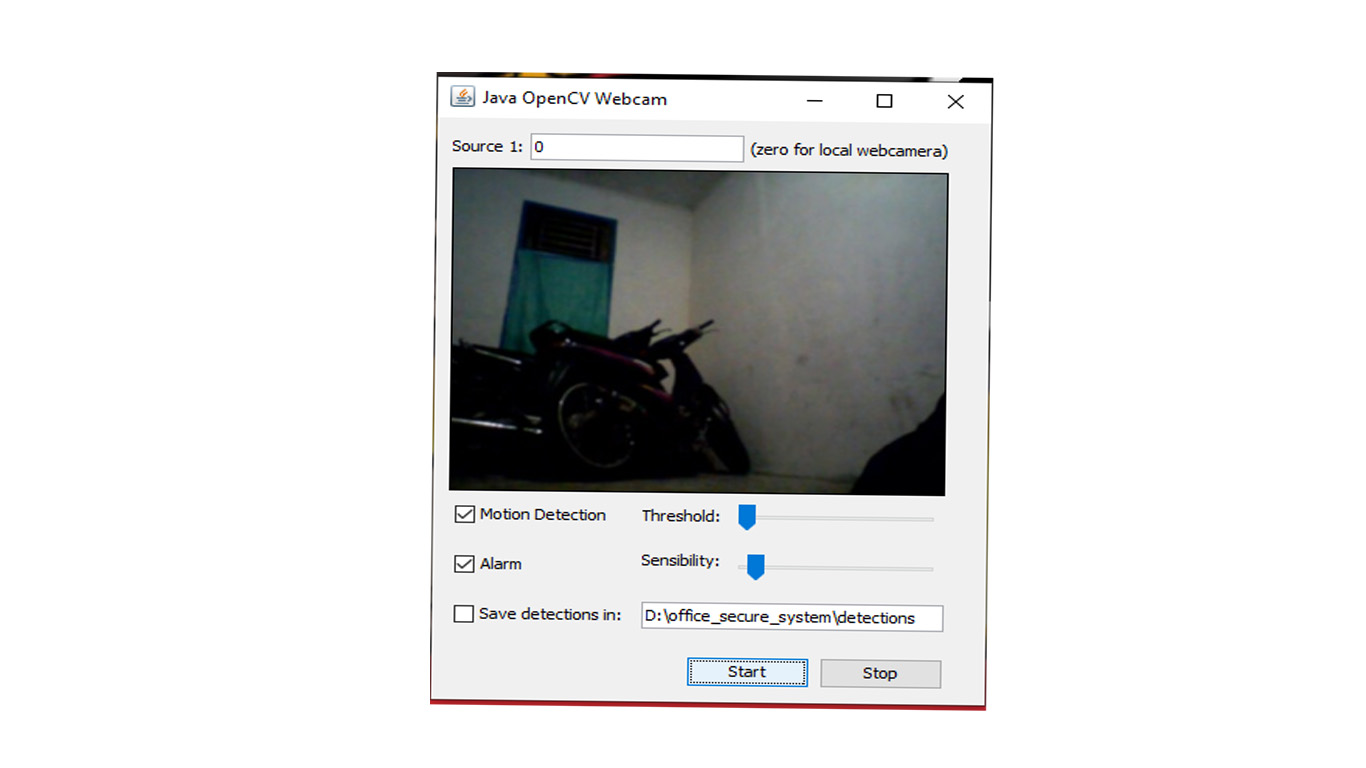 Java OpenCV Webcam
Source 1: 0 (zero for local webcamera)
Motion Detection Threshold:
Alarm Sensibility:
Save detections in: D:\office_secure_system\detections
Start Stop